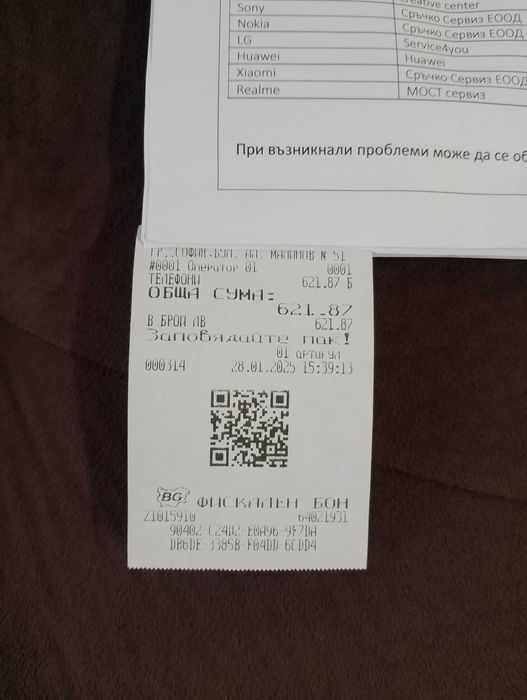 Sony
creative center
Nokia
Сръчко Сервиз ЕООД
LG
Сръчко Сервиз ЕООД
Huawei
Service4you
Xiaomi
Huawei
Realme
Сръчко Сервиз ЕООД
МОСТ сервиз
При възникнали проблеми може да се об
ГР..СОФИЯ-БУЛ. АЛ. МАЛИНОВ N 51
#0001 Оператор 01 0001
ТЕЛЕФОНИ 621.87 Б
ОБЩА СУМА: 621.87
В БРОЙ ЛВ 621.87
Заповядайте пак!
01 артикул
000314 28.01.2025 15:39:13
BG ФИСКАЛЕН БОН
Z1015910 64021931